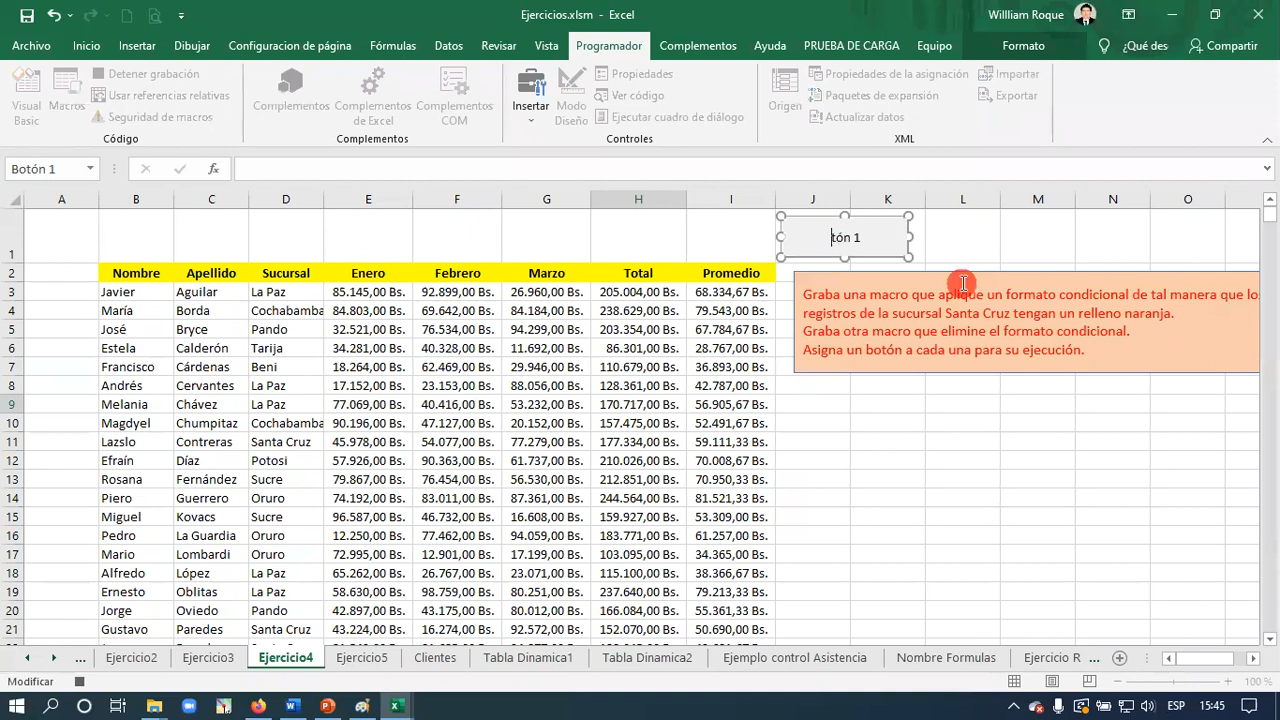 Ejercicios.xlsm - Excel
Willliam Roque
Archivo Inicio Insertar Dibujar Configuracion de página Fórmulas Datos Revisar Vista Programador Complementos Ayuda PRUEBA DE CARGA Equipo Formato ¿Qué des Compartir
Visual Basic
Macros
Detener grabación
Usar referencias relativas
Seguridad de macros
Código
Complementos
Complementos de Excel
Complementos COM
Complementos
Insertar
Modo Diseño
Propiedades
Ver código
Ejecutar cuadro de diálogo
Controles
Origen
Propiedades de la asignación
Paquetes de expansión
Actualizar datos
Importar
Exportar
XML
Botón 1
fx
A B C D E F G H I J K L M N O
1
tón 1
2 Nombre Apellido Sucursal Enero Febrero Marzo Total Promedio
3 Javier Aguilar La Paz 85.145,00 Bs. 92.899,00 Bs. 26.960,00 Bs. 205.004,00 Bs. 68.334,67 Bs.
4 María Borda Cochabamba 84.803,00 Bs. 69.642,00 Bs. 84.184,00 Bs. 238.629,00 Bs. 79.543,00 Bs.
5 José Bryce Pando 32.521,00 Bs. 76.534,00 Bs. 94.299,00 Bs. 203.354,00 Bs. 67.784,67 Bs.
6 Estela Calderón Tarija 34.281,00 Bs. 40.328,00 Bs. 11.692,00 Bs. 86.301,00 Bs. 28.767,00 Bs.
7 Francisco Cárdenas Beni 18.264,00 Bs. 62.469,00 Bs. 29.946,00 Bs. 110.679,00 Bs. 36.893,00 Bs.
8 Andrés Cervantes La Paz 17.152,00 Bs. 23.153,00 Bs. 88.056,00 Bs. 128.361,00 Bs. 42.787,00 Bs.
9 Melania Chávez La Paz 77.069,00 Bs. 40.416,00 Bs. 53.232,00 Bs. 170.717,00 Bs. 56.905,67 Bs.
10 Magdyel Chumpitaz Cochabamba 90.196,00 Bs. 47.127,00 Bs. 20.152,00 Bs. 157.475,00 Bs. 52.491,67 Bs.
11 Lazslo Contreras Santa Cruz 45.978,00 Bs. 54.077,00 Bs. 77.279,00 Bs. 177.334,00 Bs. 59.111,33 Bs.
12 Efraín Díaz Potosi 57.926,00 Bs. 90.363,00 Bs. 61.737,00 Bs. 210.026,00 Bs. 70.008,67 Bs.
13 Rosana Fernández Sucre 79.867,00 Bs. 76.454,00 Bs. 56.530,00 Bs. 212.851,00 Bs. 70.950,33 Bs.
14 Piero Guerrero Oruro 74.192,00 Bs. 83.011,00 Bs. 87.361,00 Bs. 244.564,00 Bs. 81.521,33 Bs.
15 Miguel Kovacs Sucre 96.587,00 Bs. 46.732,00 Bs. 16.608,00 Bs. 159.927,00 Bs. 53.309,00 Bs.
16 Pedro La Guardia Oruro 12.250,00 Bs. 77.462,00 Bs. 94.059,00 Bs. 183.771,00 Bs. 61.257,00 Bs.
17 Mario Lombardi Oruro 72.995,00 Bs. 12.901,00 Bs. 17.199,00 Bs. 103.095,00 Bs. 34.365,00 Bs.
18 Alfredo López La Paz 65.262,00 Bs. 26.767,00 Bs. 23.071,00 Bs. 115.100,00 Bs. 38.366,67 Bs.
19 Ernesto Oblitas La Paz 58.630,00 Bs. 98.759,00 Bs. 80.251,00 Bs. 237.640,00 Bs. 79.213,33 Bs.
20 Jorge Oviedo Pando 42.897,00 Bs. 43.175,00 Bs. 80.012,00 Bs. 166.084,00 Bs. 55.361,33 Bs.
21 Gustavo Paredes Santa Cruz 43.224,00 Bs. 16.274,00 Bs. 92.572,00 Bs. 152.070,00 Bs. 50.690,00 Bs.
Graba una macro que aplique un formato condicional de tal manera que lo
registros de la sucursal Santa Cruz tengan un relleno naranja.
Graba otra macro que elimine el formato condicional.
Asigna un botón a cada una para su ejecución.
... Ejercicio2 Ejercicio3 Ejercicio4 Ejercicio5 Clientes Tabla Dinamica1 Tabla Dinamica2 Ejemplo control Asistencia Nombre Formulas Ejercicio R ...
Modificar
100 %
ESP 15:45